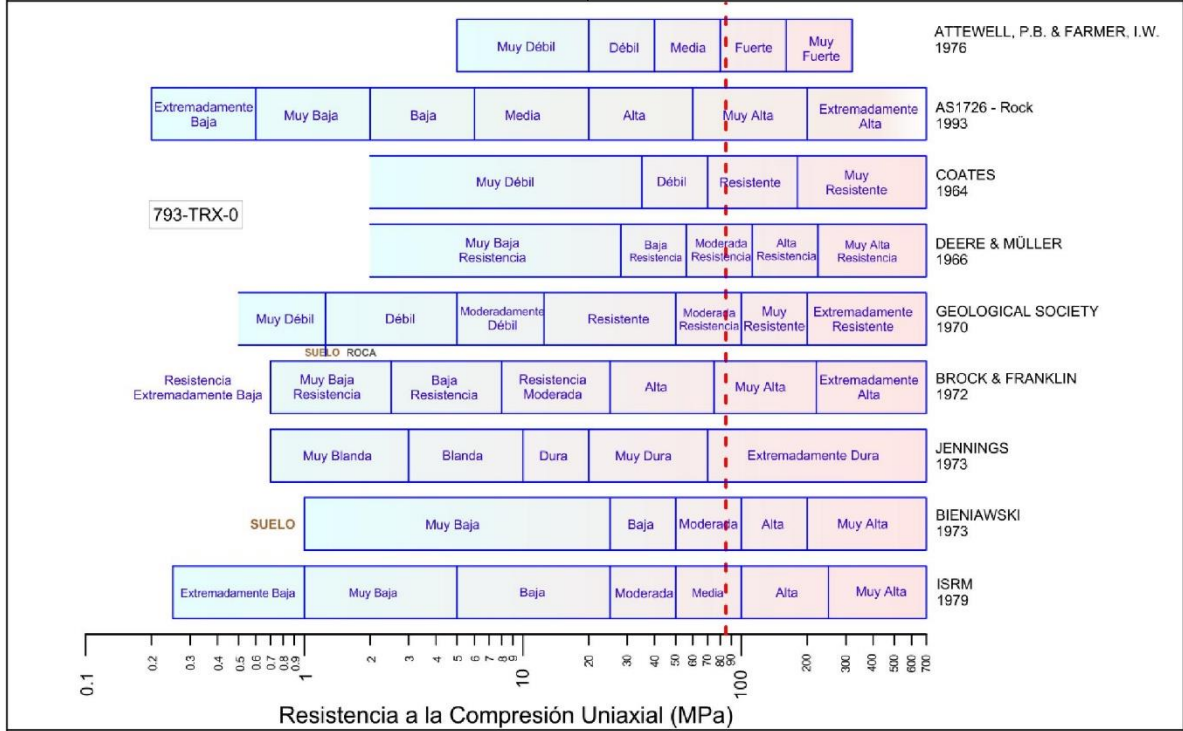 Muy Débil
Débil
Media
Fuerte
Muy
Fuerte
ATTEWELL, P.B. & FARMER, I.W.
1976
Extremadamente
Baja
Muy Baja
Baja
Media
Alta
Muy Alta
Extremadamente
Alta
AS1726 - Rock
1993
Muy Débil
Débil
Resistente
Muy
Resistente
COATES
1964
793-TRX-0
Muy Baja
Resistencia
Baja
Resistencia
Moderada
Resistencia
Alta
Resistencia
Muy Alta
Resistencia
DEERE & MÜLLER
1966
Muy Débil
Débil
Moderadamente
Débil
Resistente
Moderada
Resistencia
Muy
Resistente
Extremadamente
Resistente
GEOLOGICAL SOCIETY
1970
SUELO ROCA
Resistencia
Extremadamente Baja
Muy Baja
Resistencia
Baja
Resistencia
Resistencia
Moderada
Alta
Muy Alta
Extremadamente
Alta
BROCK & FRANKLIN
1972
Muy Blanda
Blanda
Dura
Muy Dura
Extremadamente Dura
JENNINGS
1973
SUELO
Muy Baja
Baja
Moderada
Alta
Muy Alta
BIENIAWSKI
1973
Extremadamente Baja
Muy Baja
Baja
Moderada
Media
Alta
Muy Alta
ISRM
1979
0.1 0.2 0.3 0.4 0.5 0.6 0.7 0.8 0.9 1 2 3 4 5 6 7 8 9 10 20 30 40 50 60 70 80 90 100 200 300 400 500 600 700
Resistencia a la Compresión Uniaxial (MPa)